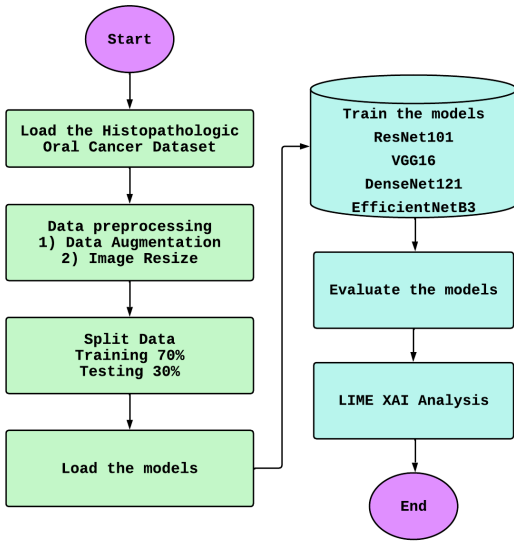 Start
Load the Histopathologic
Oral Cancer Dataset
Data preprocessing
1) Data Augmentation
2) Image Resize
Split Data
Training 70%
Testing 30%
Load the models
Train the models
ResNet101
VGG16
DenseNet121
EfficientNetB3
Evaluate the models
LIME XAI Analysis
End